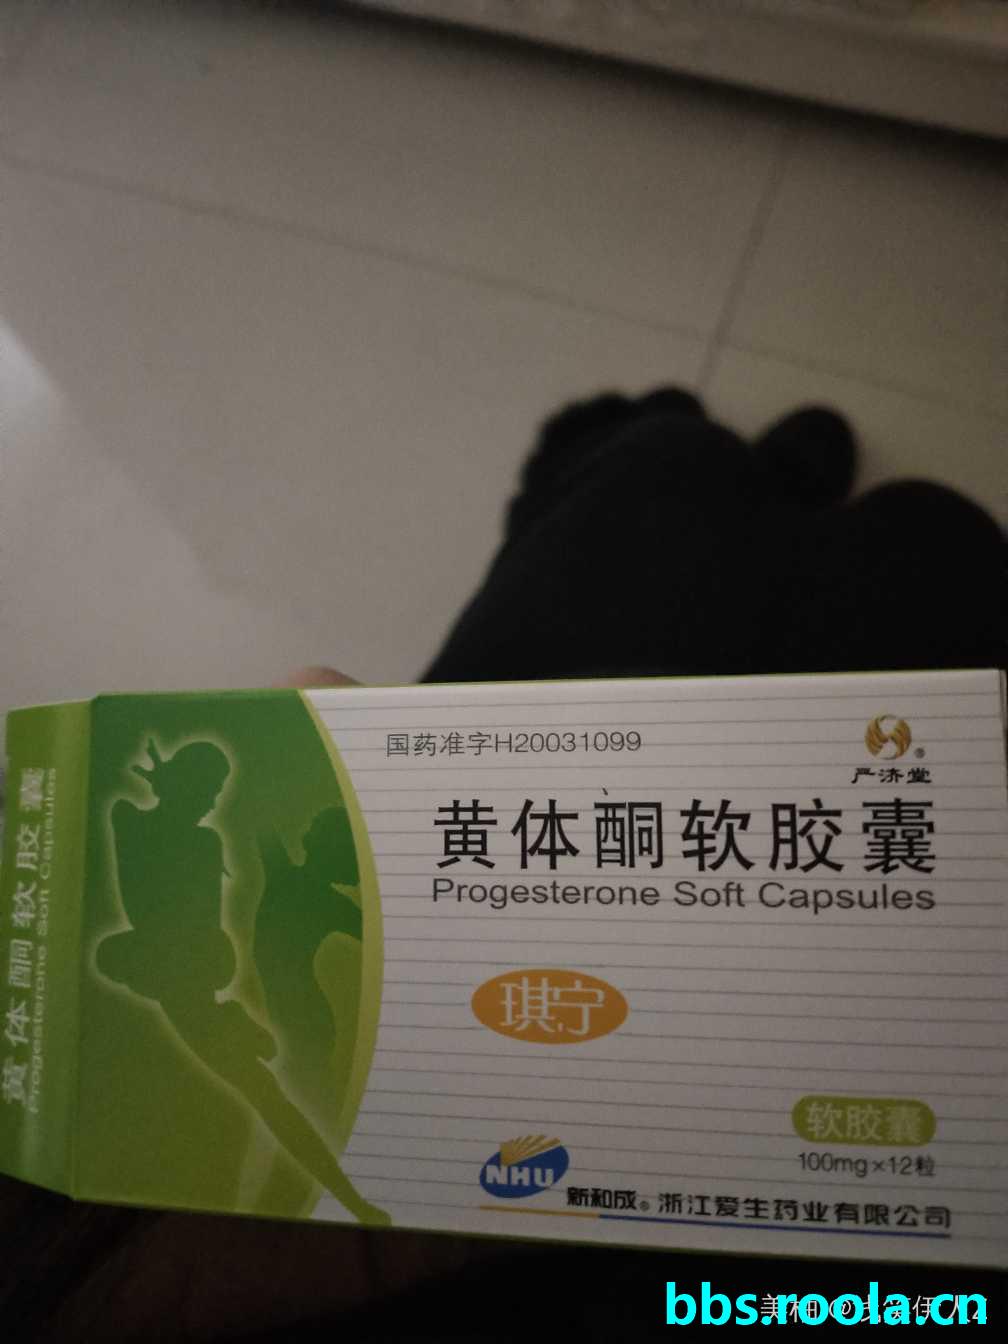 国药准字H20031099
严济堂
黄体酮软胶囊
Progesterone Soft Capsules
琪宁
软胶囊
100mg×12粒
NHU 新和成® 浙江爱生药业有限公司
黄体酮软胶囊
Progesterone Soft Capsules
bbs.roola.cn